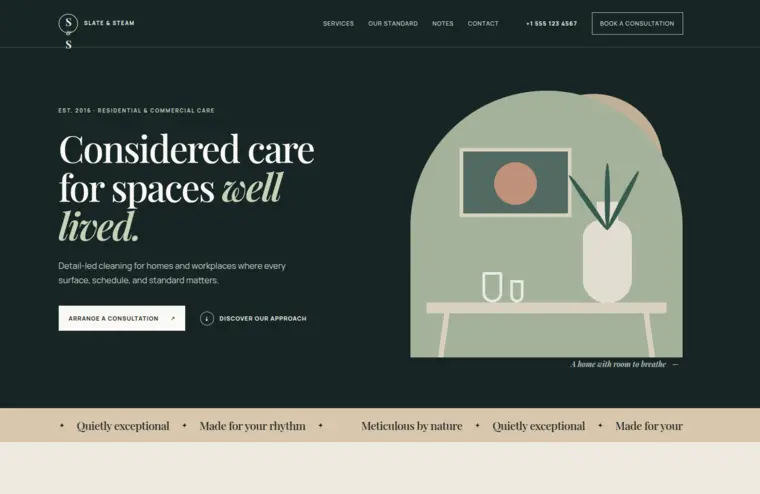 S
&
S
SLATE & STEAM
SERVICES
OUR STANDARD
NOTES
CONTACT
+1 555 123 4567
BOOK A CONSULTATION
EST. 2016 · RESIDENTIAL & COMMERCIAL CARE
Considered care
for spaces well
lived.
Detail-led cleaning for homes and workplaces where every
surface, schedule, and standard matters.
ARRANGE A CONSULTATION ↗
↓ DISCOVER OUR APPROACH
A home with room to breathe —
✦ Quietly exceptional ✦ Made for your rhythm ✦ Meticulous by nature ✦ Quietly exceptional ✦ Made for your